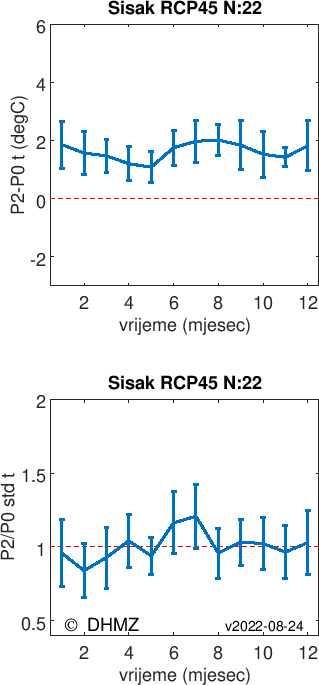 Sisak RCP45 N:22
6
4
2
0
-2
P2-P0 t (degC)
2 4 6 8 10 12
vrijeme (mjesec)
Sisak RCP45 N:22
2
1.5
1
0.5
P2/P0 std t
© DHMZ v2022-08-24
2 4 6 8 10 12
vrijeme (mjesec)